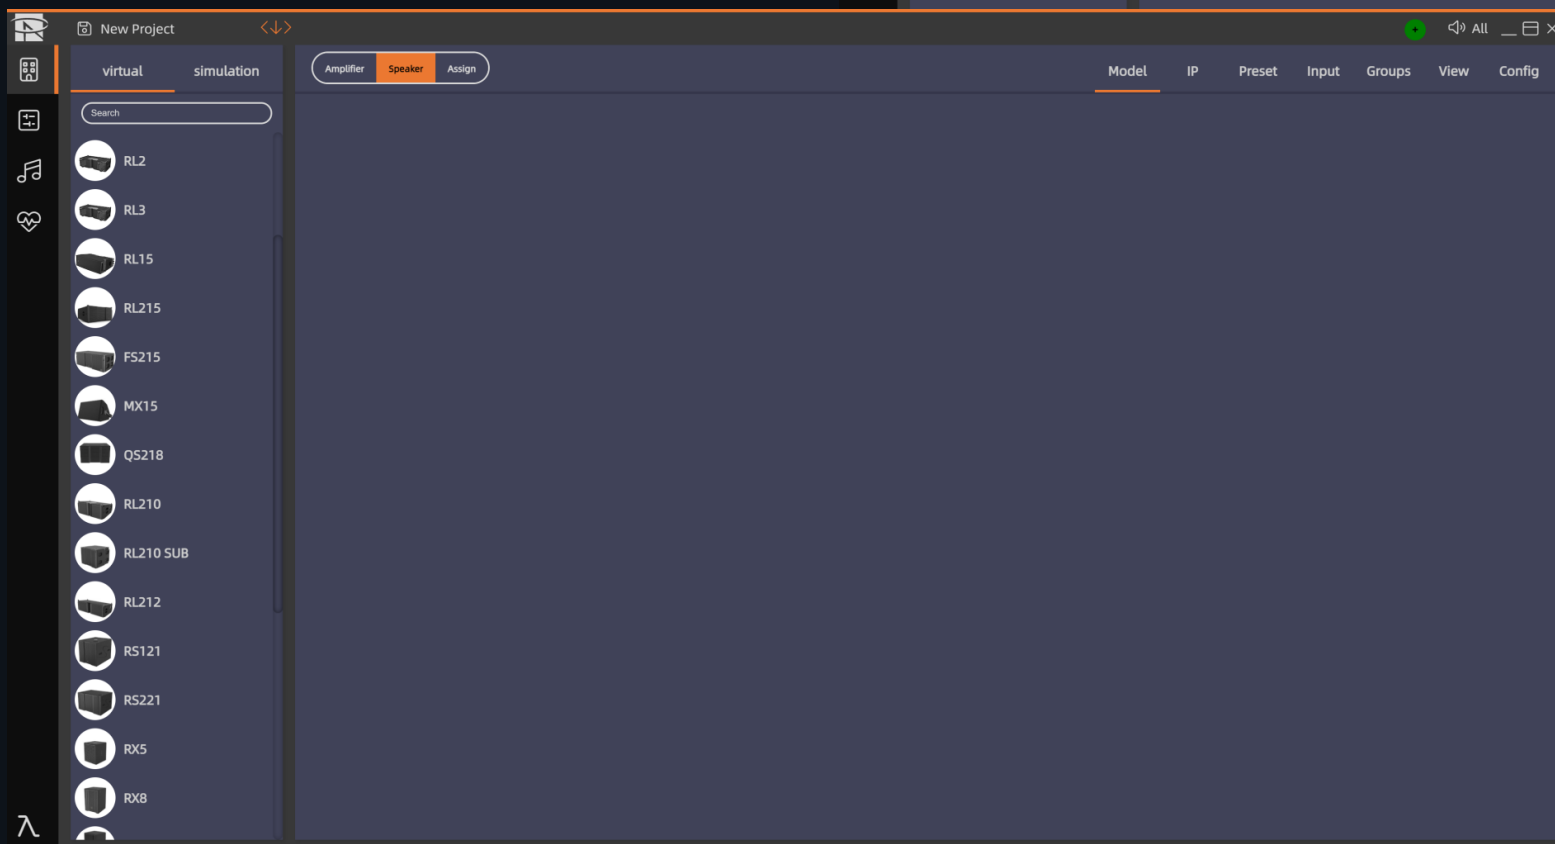 New Project
All
virtual simulation
Amplifier Speaker Assign
Model IP Preset Input Groups View Config
Search
RL2
RL3
RL15
RL215
FS215
MX15
QS218
RL210
RL210 SUB
RL212
RS121
RS221
RX5
RX8